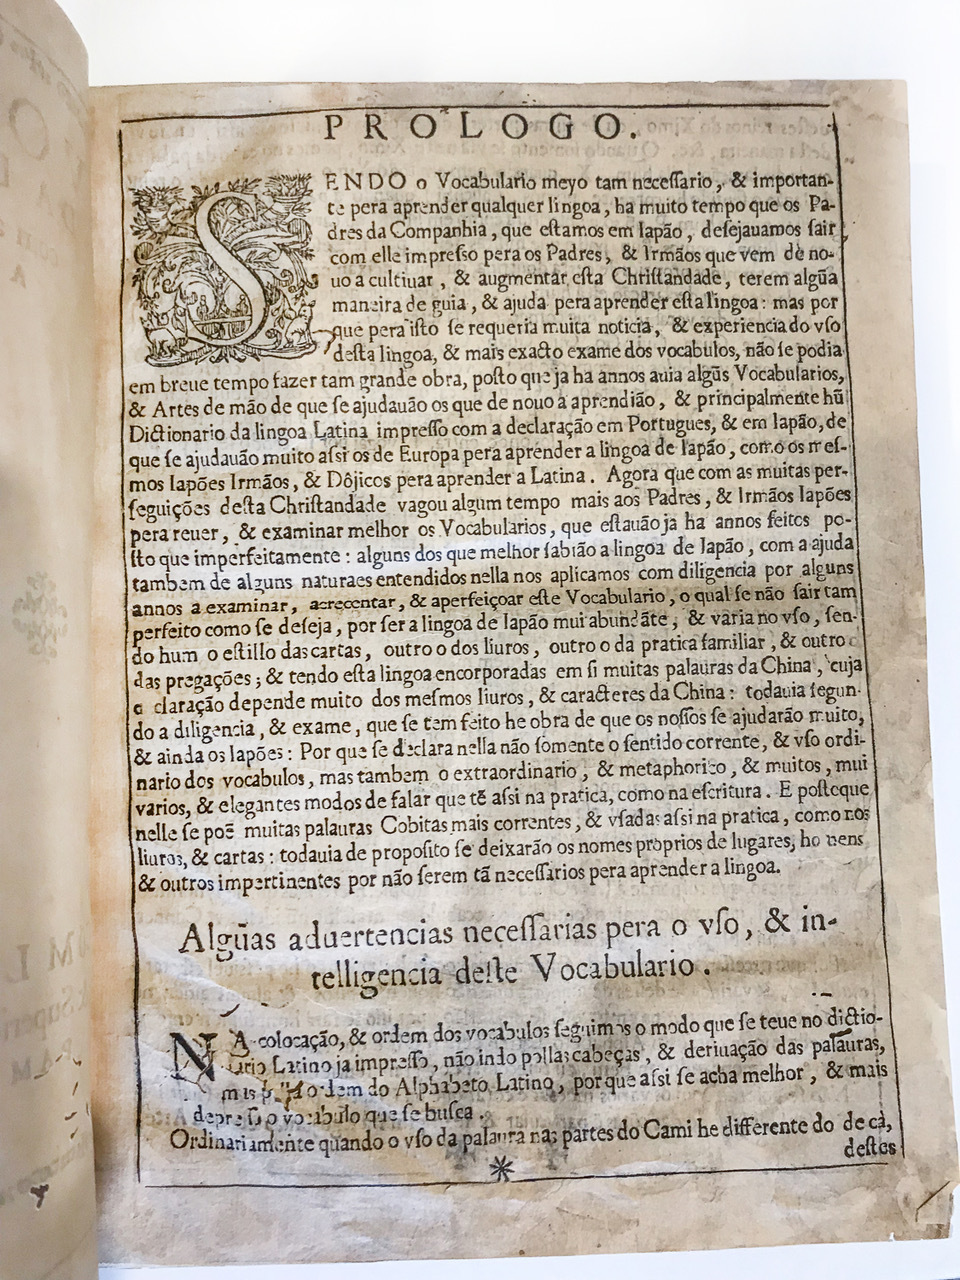 PROLOGO.
SENDO o Vocabulario meyo tam neceſſario, & importan-
te pera aprender qualquer lingoa, ha muito tempo que os Pa-
dres da Companhia, que eſtamos em Iapão, deſejauamos ſair
com elle impreſſo pera os Padres, & Irmãos que vem de no-
uo a cultiuar, & augmentar eſta Chriſtandade, terem algũa
maneira de guia, & ajuda pera aprender eſta lingoa: mas por
que pera iſto ſe requeria muita noticia, & experiencia do vſo
deſta lingoa, & mais exacto exame dos vocabulos, não ſe podia
em breue tempo fazer tam grande obra, poſto que ja ha annos auia algũs Vocabularios,
& Artes de mão de que ſe ajudauão os que de nouo a aprendião, & principalmente hũ
Dictionario da lingoa Latina impreſſo com a declaração em Portugues, & em Iapão, de
que ſe ajudauão muito aſsi os de Europa pera aprender a lingoa de Iapão, como os meſ-
mos Iapões Irmãos, & Dôjicos pera aprender a Latina. Agora que com as muitas per-
ſeguições deſta Chriſtandade vagou algum tempo mais aos Padres, & Irmãos Iapões
pera reuer, & examinar melhor os Vocabularios, que eſtauão ja ha annos feitos po-
ſto que imperfeitamente: alguns dos que melhor ſabião a lingoa de Iapão, com a ajuda
tambem de alguns naturaes entendidos nella nos aplicamos com diligencia por alguns
annos a examinar, acrecentar, & aperfeiçoar eſte Vocabulario, o qual ſe não ſair tam
perfeito como ſe deſeja, por ſer a lingoa de Iapão mui abundãte, & varia no vſo, ſen-
do hum o eſtillo das cartas, outro o dos liuros, outro o da pratica familiar, & outro o
das pregações; & tendo eſta lingoa encorporadas em ſi muitas palauras da China, cuja
declaração depende muito dos meſmos liuros, & caracteres da China: todauia ſegun-
do a diligencia, & exame, que ſe tem feito he obra de que os noſſos ſe ajudarão muito,
& ainda os Iapões: Por que ſe declara nella não ſomente o ſentido corrente, & vſo ordi-
nario dos vocabulos, mas tambem o extraordinario, & metaphorico, & muitos, mui
varios, & elegantes modos de falar que tẽ aſsi na pratica, como na eſcritura. E poſto que
nelle ſe poẽ muitas palauras Cobitas mais correntes, & vſadas aſsi na pratica, como nos
liuros, & cartas: todauia de propoſito ſe deixarão os nomes proprios de lugares, homens
& outros impertinentes por não ſerem tã neceſſarios pera aprender a lingoa.
Algũas aduertencias neceſſarias pera o vſo, & in-
telligencia deſte Vocabulario.
NA colocação, & ordem dos vocabulos ſeguimos o modo que ſe teue no dictio-
nario Latino ja impreſſo, não indo pollas cabeças, & deriuação das palauras,
mas ordem do Alphabeto Latino, por que aſsi ſe acha melhor, & mais
depreſſa o vocabulo que ſe buſca.
Ordinariamente quando o vſo da palaura nas partes do Cami he differente do de cà,
deſtes